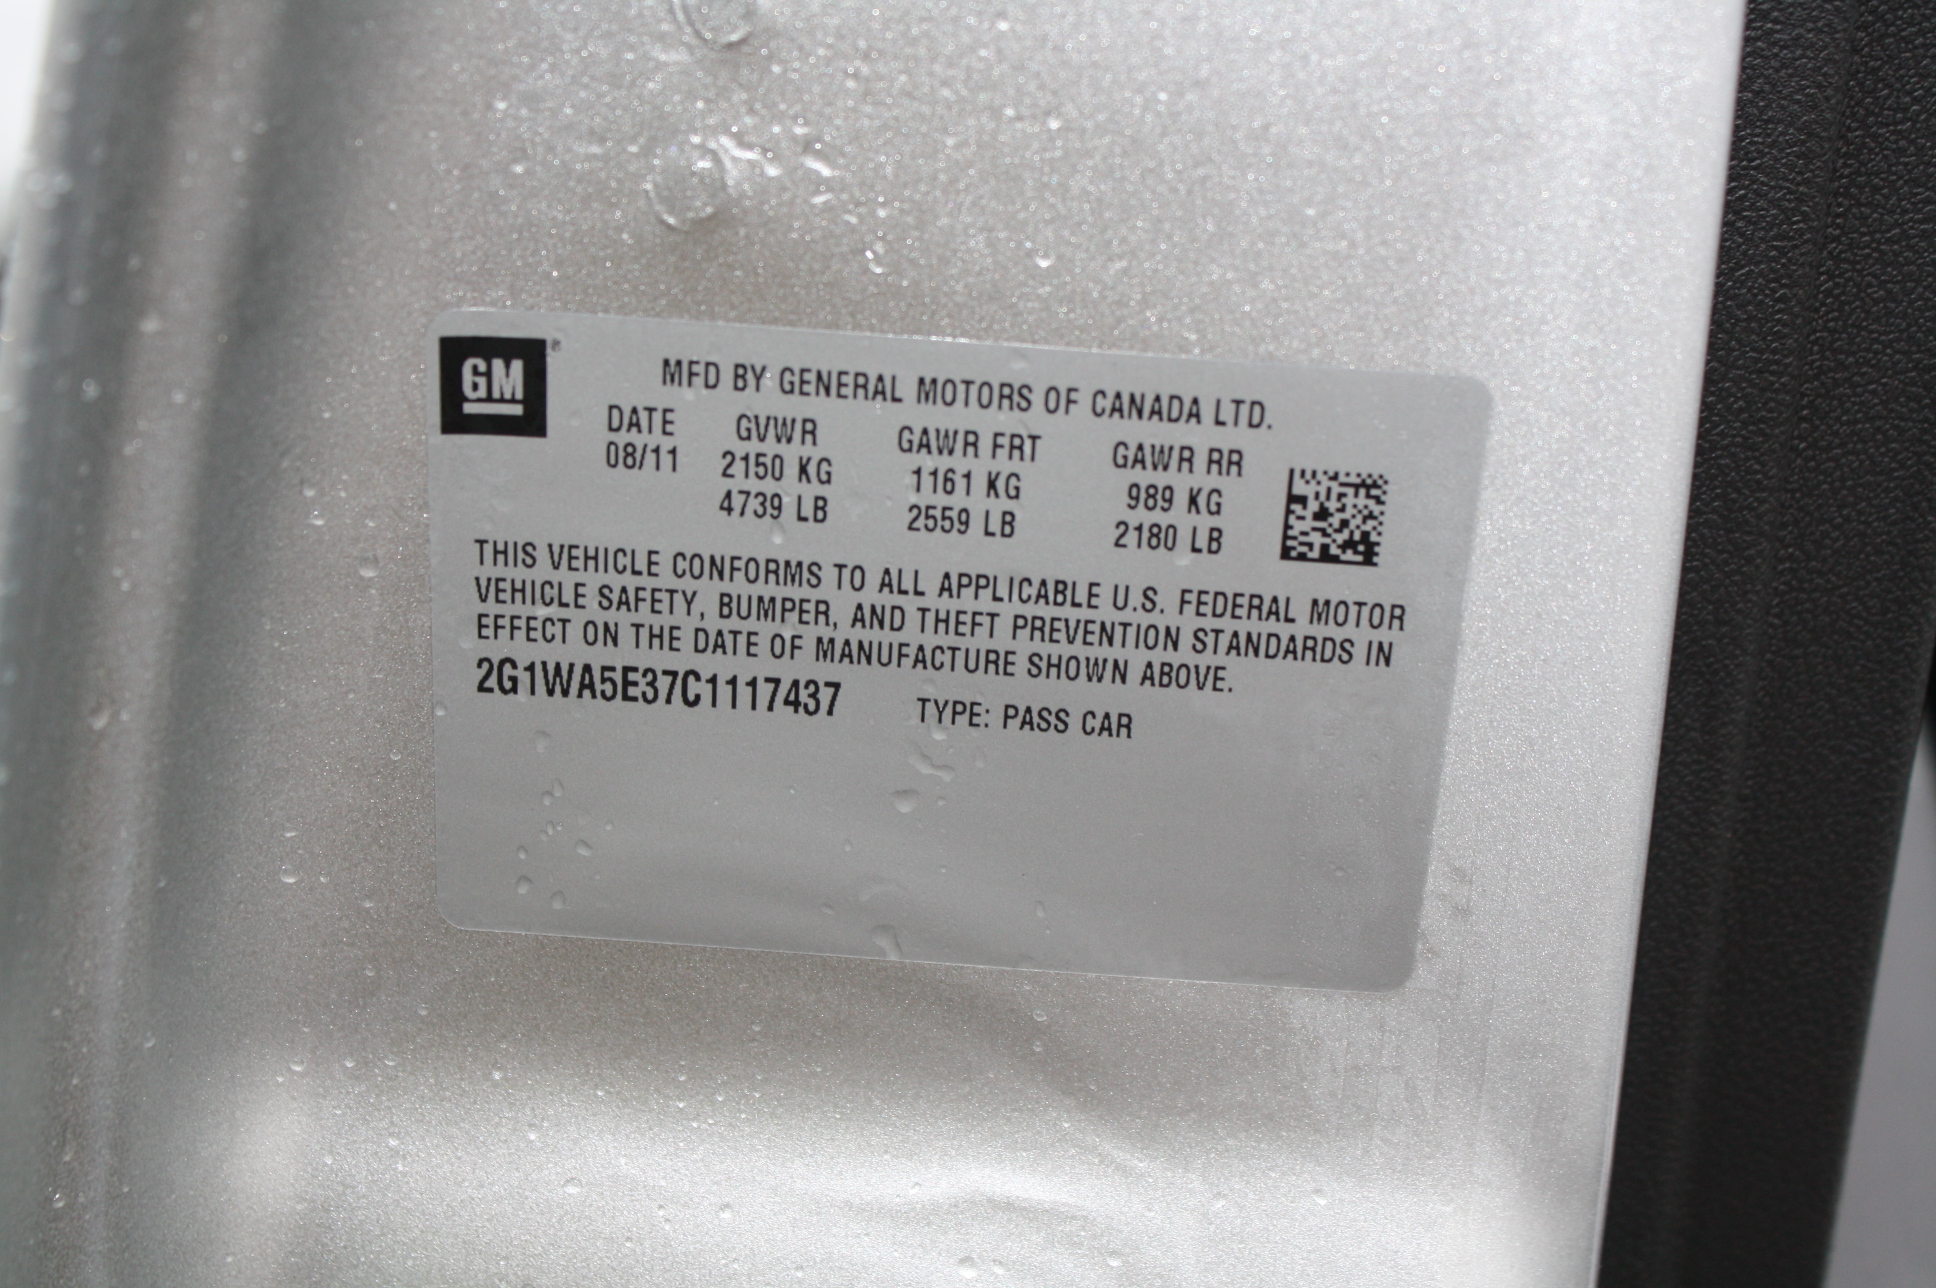 GM®
MFD BY GENERAL MOTORS OF CANADA LTD.
DATE GVWR GAWR FRT GAWR RR
08/11 2150 KG 1161 KG 989 KG
4739 LB 2559 LB 2180 LB
THIS VEHICLE CONFORMS TO ALL APPLICABLE U.S. FEDERAL MOTOR
VEHICLE SAFETY, BUMPER, AND THEFT PREVENTION STANDARDS IN
EFFECT ON THE DATE OF MANUFACTURE SHOWN ABOVE.
2G1WA5E37C1117437 TYPE: PASS CAR